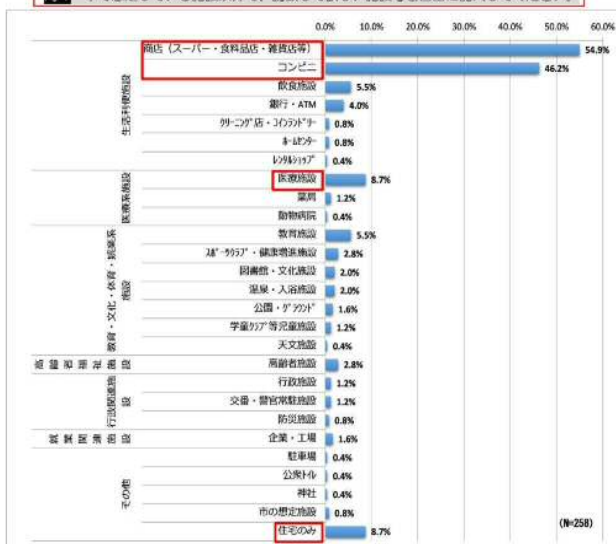 0.0% 10.0% 20.0% 30.0% 40.0% 50.0% 60.0%
生活利便施設
商店（スーパー・食料品店・雑貨店等） 54.9%
コンビニ 46.2%
飲食施設 5.5%
銀行・ATM 4.0%
ｸﾘｰﾆﾝｸﾞ店・ｺｲﾝﾗﾝﾄﾞﾘｰ 0.8%
ﾎｰﾑｾﾝﾀｰ 0.8%
ﾚﾝﾀﾙｼｮｯﾌﾟ 0.4%
医療系施設
医療施設 8.7%
薬局 1.2%
動物病院 0.4%
教育・文化・体育・娯楽系施設
教育施設 5.5%
ｽﾎﾟｰﾂｸﾗﾌﾞ・健康増進施設 2.8%
図書館・文化施設 2.0%
温泉・入浴施設 2.0%
公園・ｸﾞﾗｳﾝﾄﾞ 1.6%
学童ｸﾗﾌﾞ等児童施設 1.2%
天文施設 0.4%
高齢者福祉施設
高齢者施設 2.8%
行政関連施設
行政施設 1.2%
交番・警官常駐施設 1.2%
防災施設 0.8%
就業関連施設
企業・工場 1.6%
その他
駐車場 0.4%
公衆ﾄｲﾚ 0.4%
神社 0.4%
市の想定施設 0.8%
住宅のみ 8.7%
(N=258)